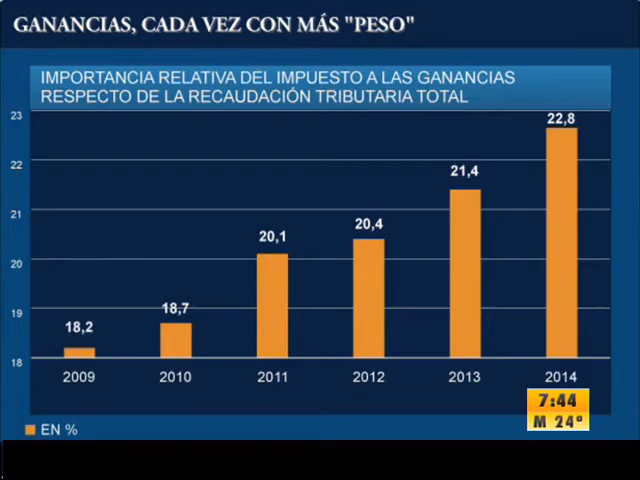 GANANCIAS, CADA VEZ CON MÁS "PESO"
IMPORTANCIA RELATIVA DEL IMPUESTO A LAS GANANCIAS
RESPECTO DE LA RECAUDACIÓN TRIBUTARIA TOTAL
23
22,8
22
21,4
21
20,4
20,1
20
19
18,7
18,2
18
2009 2010 2011 2012 2013 2014
7:44
M 24º
EN %